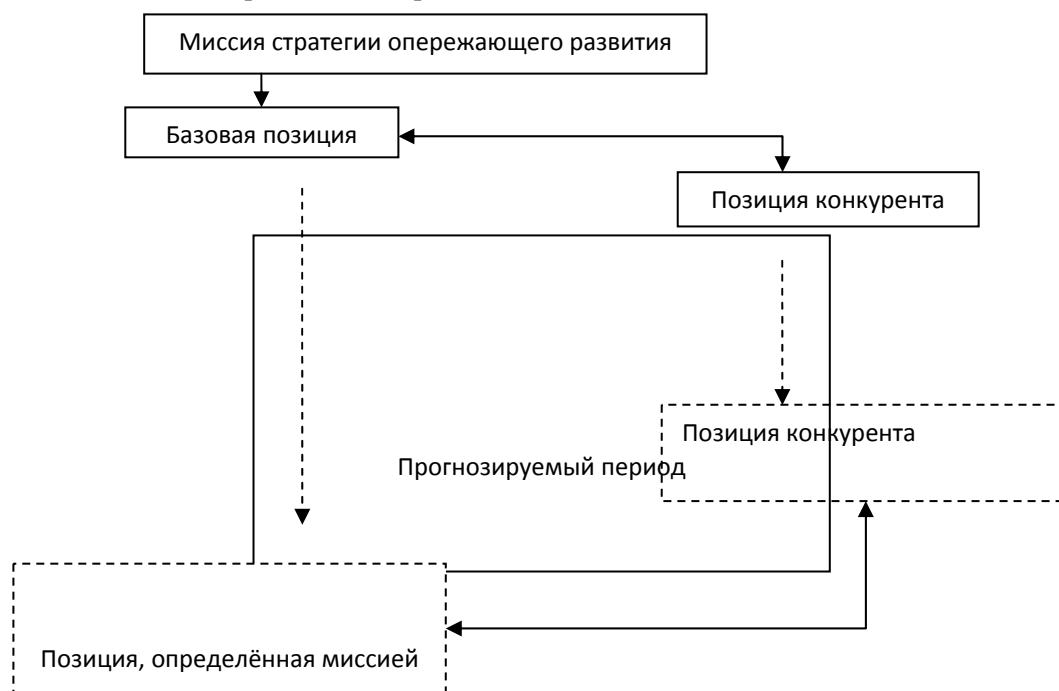 Миссия стратегии опережающего развития
Базовая позиция
Позиция конкурента
Позиция конкурента
Прогнозируемый период
Позиция, определённая миссией